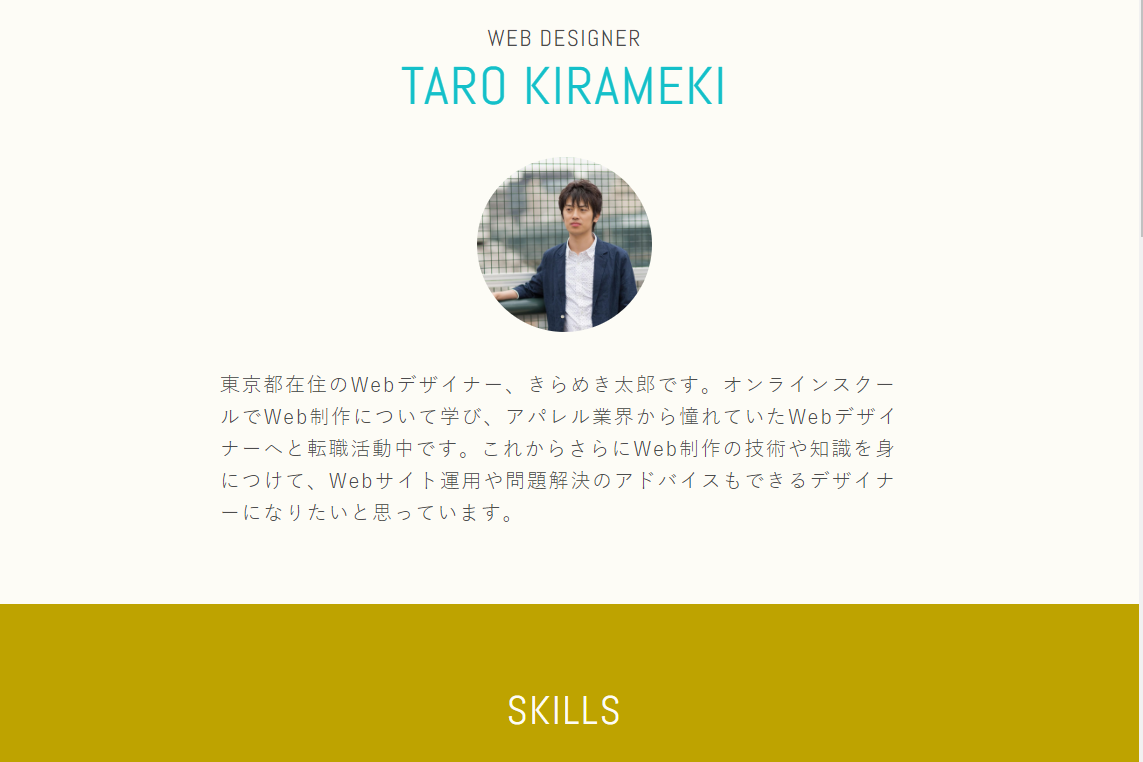 WEB DESIGNER
TARO KIRAMEKI
東京都在住のWebデザイナー、きらめき太郎です。オンラインスクー
ルでWeb制作について学び、アパレル業界から憧れていたWebデザイ
ナーへと転職活動中です。これからさらにWeb制作の技術や知識を身
につけて、Webサイト運用や問題解決のアドバイスもできるデザイナ
ーになりたいと思っています。
SKILLS